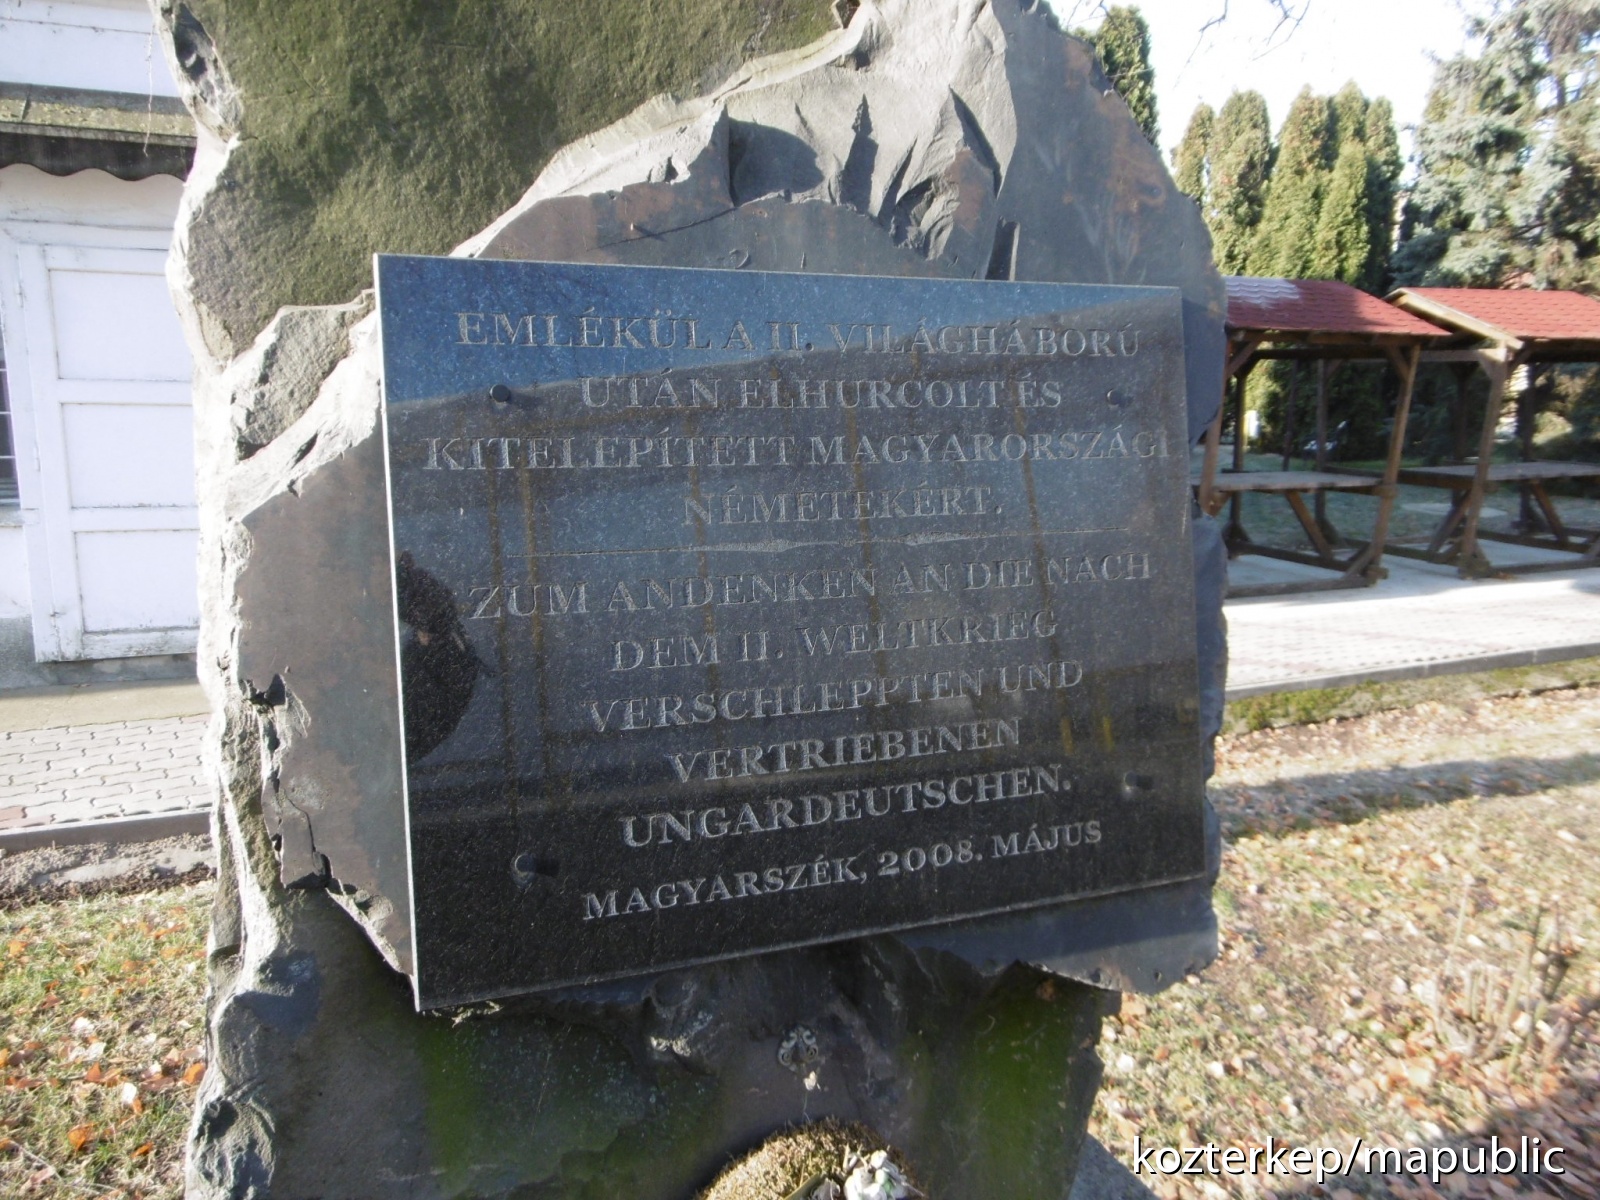 EMLÉKÜL A II. VILÁGHÁBORÚ
UTÁN ELHURCOLT ÉS
KITELEPÍTETT MAGYARORSZÁGI
NÉMETEKÉRT.
ZUM ANDENKEN AN DIE NACH
DEM II. WELTKRIEG
VERSCHLEPPTEN UND
VERTRIEBENEN
UNGARDEUTSCHEN.
MAGYARSZÉK, 2008. MÁJUS
kozterkep/mapublic